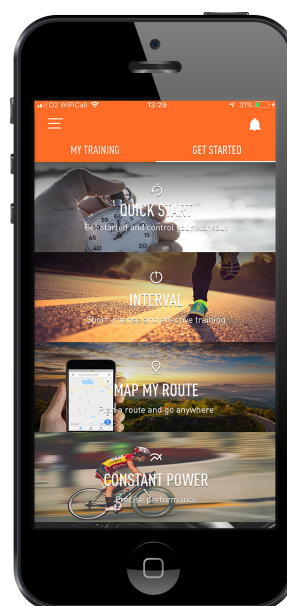 O2 WiFiCall 13:29 31%
MY TRAINING GET STARTED
QUICK START
Get started and control your workout
INTERVAL
Short, intense and effective training
MAP MY ROUTE
Plan a route and go anywhere
CONSTANT POWER
Precise performance